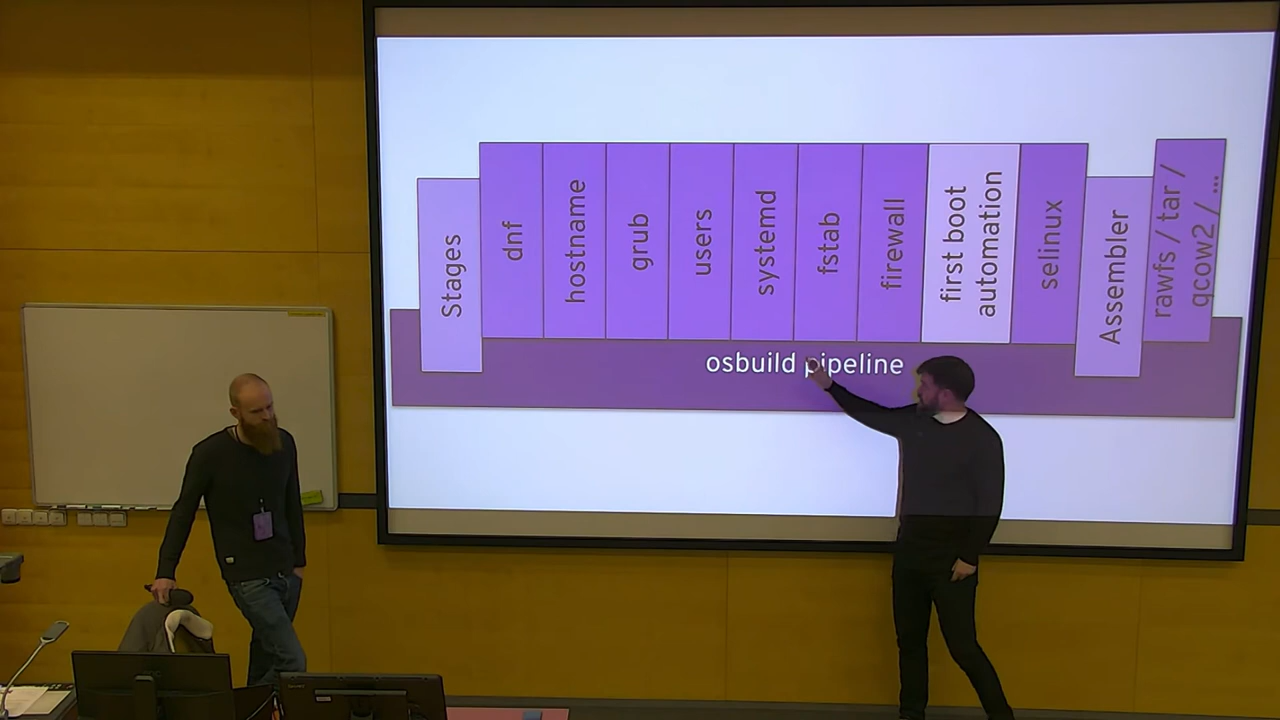 Stages
dnf
hostname
grub
users
systemd
fstab
firewall
first boot
automation
selinux
Assembler
rawfs / tar /
qcow2 / ...
osbuild pipeline